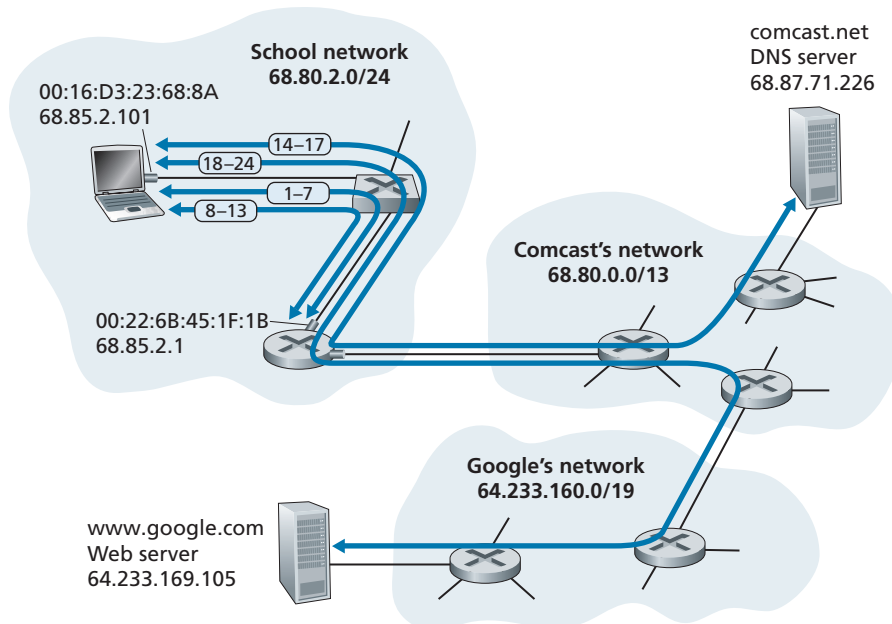 School network
68.80.2.0/24
00:16:D3:23:68:8A
68.85.2.101
14–17
18–24
1–7
8–13
00:22:6B:45:1F:1B
68.85.2.1
comcast.net
DNS server
68.87.71.226
Comcast's network
68.80.0.0/13
Google's network
64.233.160.0/19
www.google.com
Web server
64.233.169.105